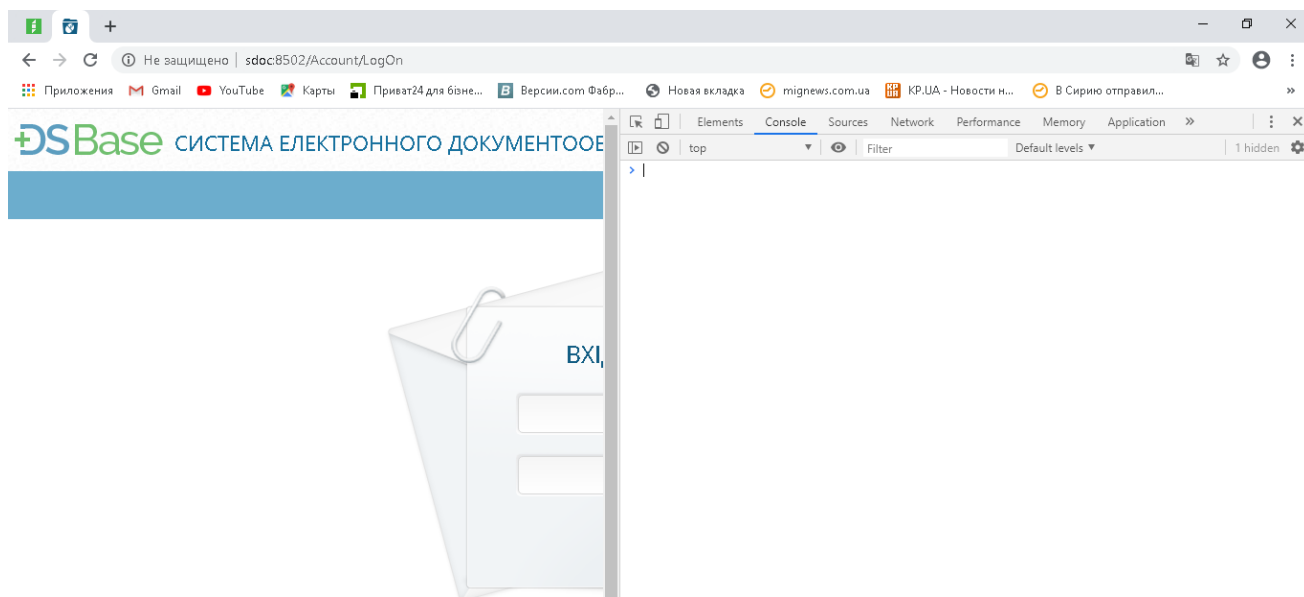 +
Не защищено | sdoc:8502/Account/LogOn
Приложения Gmail YouTube Карты Приват24 для бізне... Версии.com Фабр... Новая вкладка mignews.com.ua KP.UA - Новости н... В Сирию отправил... »
Elements Console Sources Network Performance Memory Application »
top Filter Default levels 1 hidden
DSBase СИСТЕМА ЕЛЕКТРОННОГО ДОКУМЕНТООБ
>
ВХІД